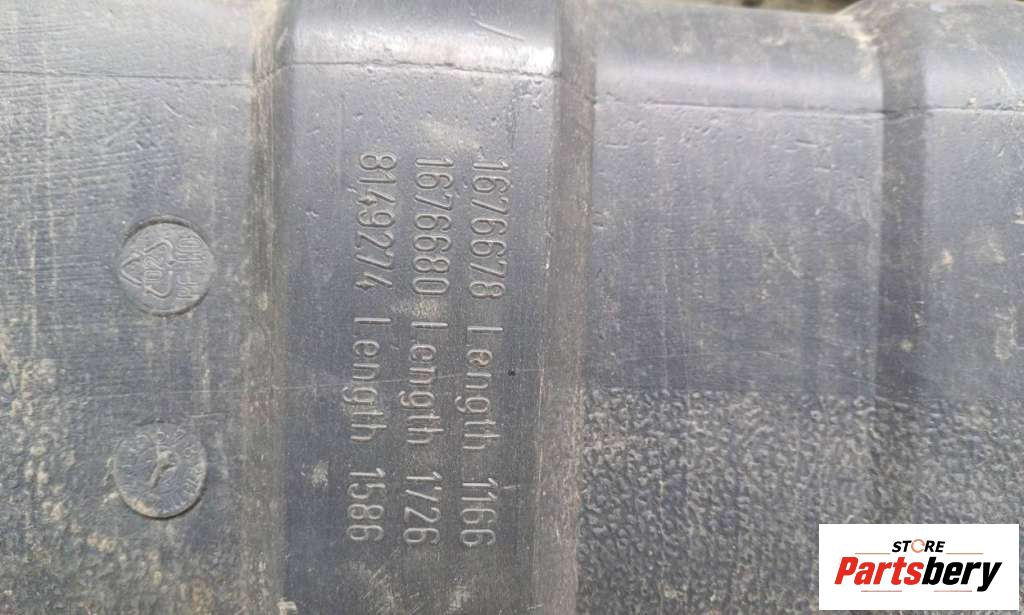 1676678 Length 1166
1676680 Length 1726
8149274 Length 1586
STORE
Partsbery